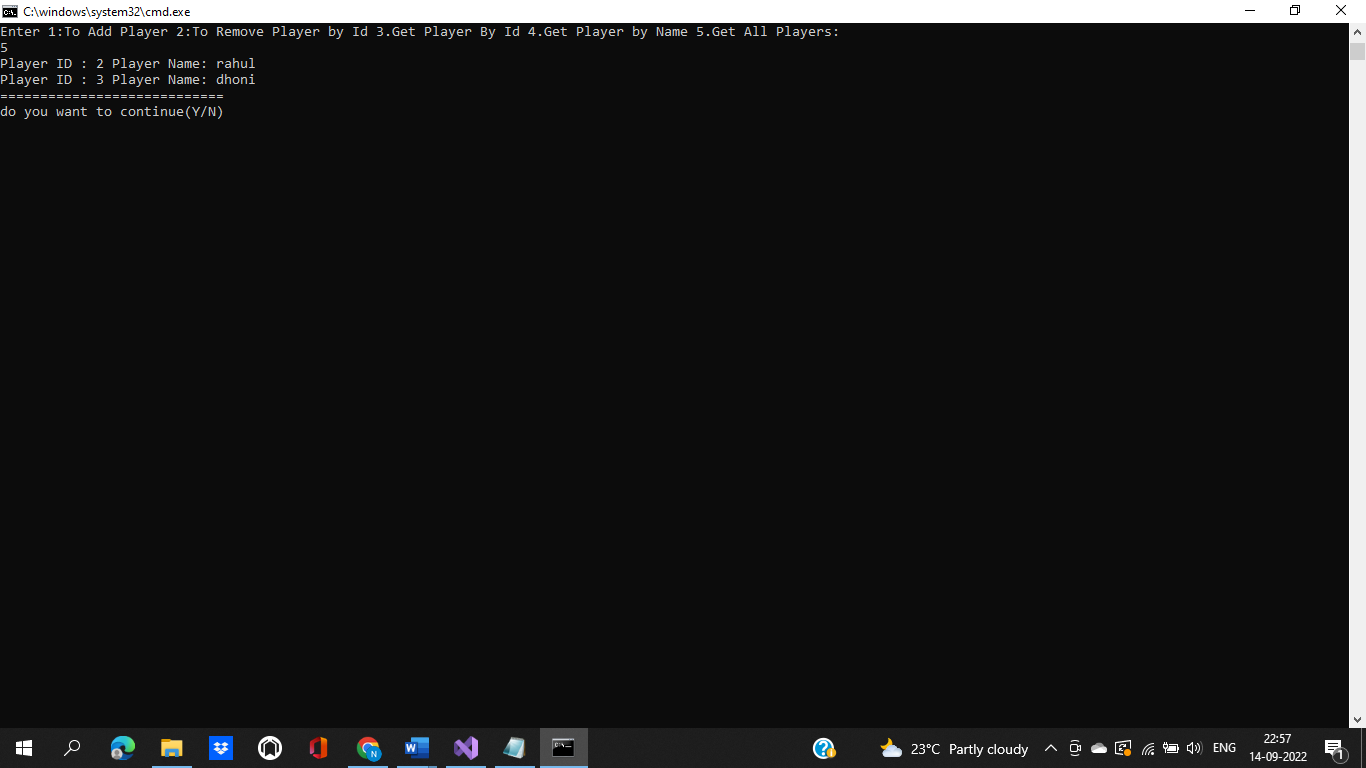 C:\windows\system32\cmd.exe
Enter 1:To Add Player 2:To Remove Player by Id 3.Get Player By Id 4.Get Player by Name 5.Get All Players:
5
Player ID : 2 Player Name: rahul
Player ID : 3 Player Name: dhoni
============================
do you want to continue(Y/N)
23°C Partly cloudy
ENG
22:57
14-09-2022
1